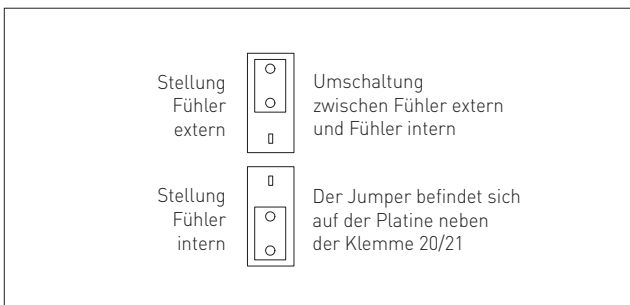 Stellung
Fühler
extern
Umschaltung
zwischen Fühler extern
und Fühler intern
Stellung
Fühler
intern
Der Jumper befindet sich
auf der Platine neben
der Klemme 20/21